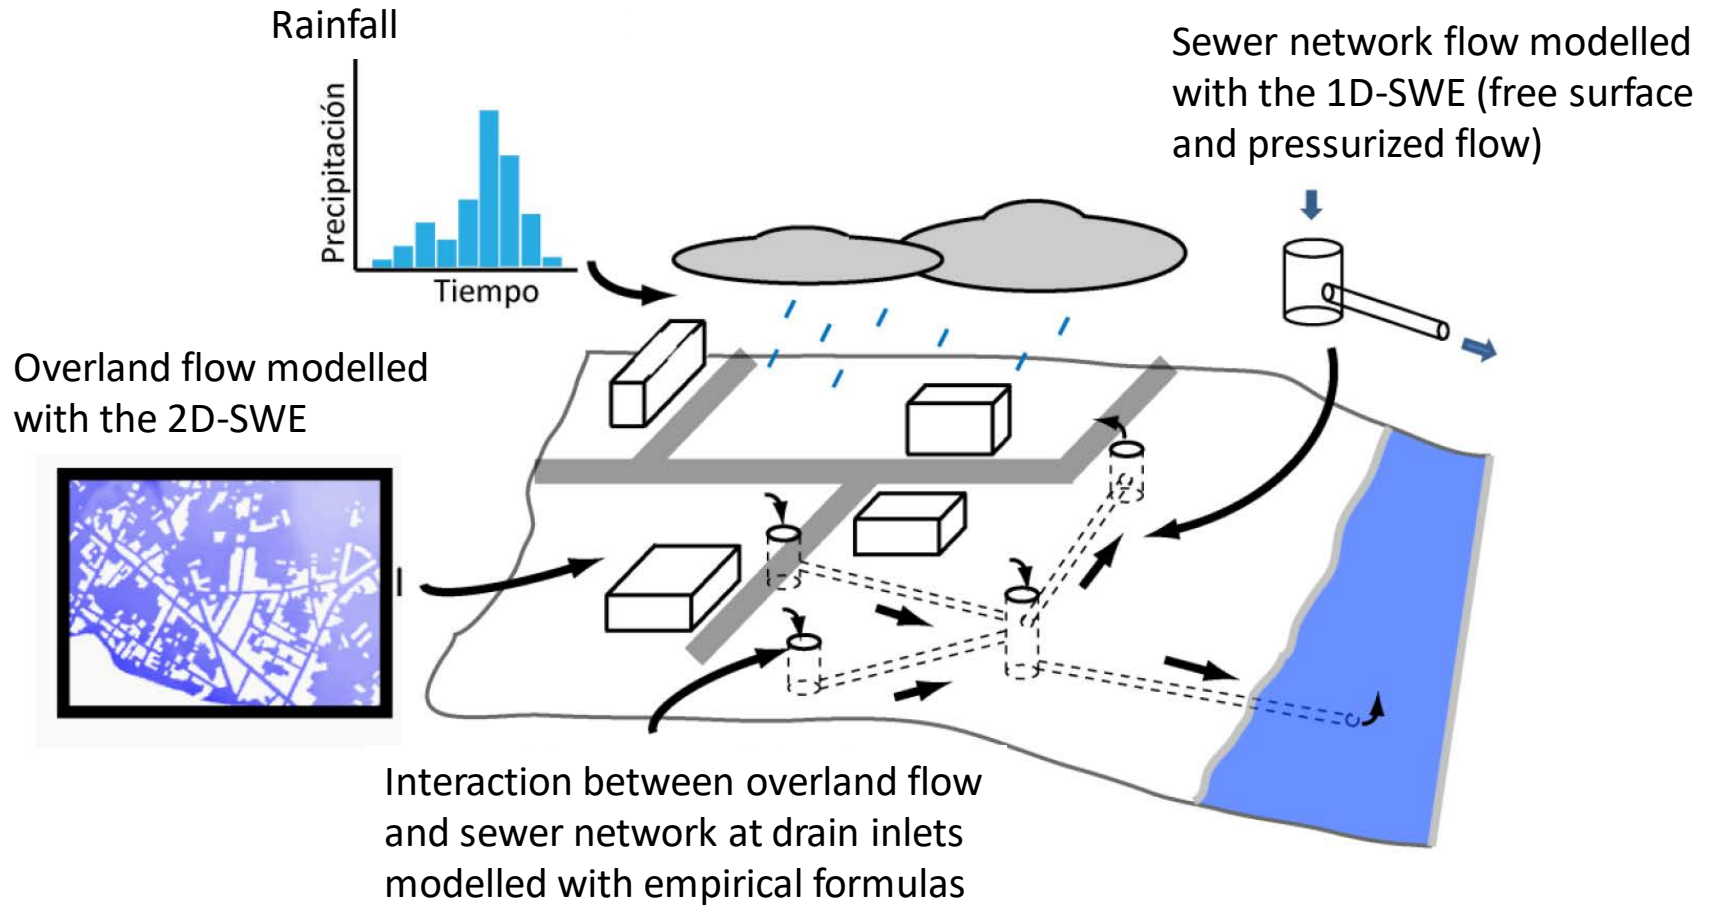 Rainfall
Precipitación
Tiempo
Sewer network flow modelled
with the 1D-SWE (free surface
and pressurized flow)
Overland flow modelled
with the 2D-SWE
Interaction between overland flow
and sewer network at drain inlets
modelled with empirical formulas